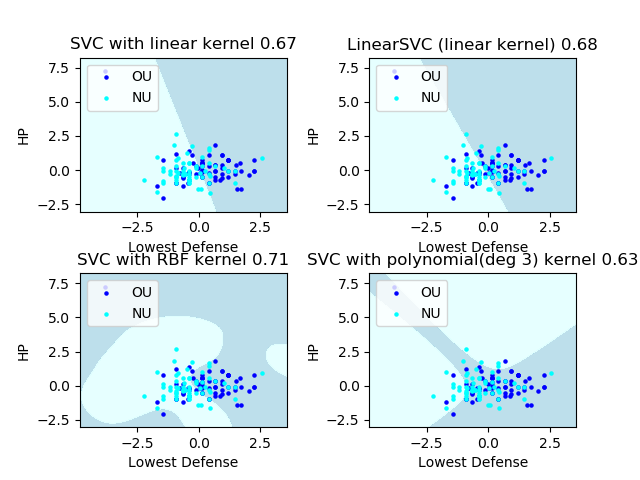 SVC with linear kernel 0.67
7.5
5.0
2.5
0.0
−2.5
HP
OU
NU
−2.5
0.0
2.5
Lowest Defense
LinearSVC (linear kernel) 0.68
7.5
5.0
2.5
0.0
−2.5
HP
OU
NU
−2.5
0.0
2.5
Lowest Defense
SVC with RBF kernel 0.71
7.5
5.0
2.5
0.0
−2.5
HP
OU
NU
−2.5
0.0
2.5
Lowest Defense
SVC with polynomial(deg 3) kernel 0.63
7.5
5.0
2.5
0.0
−2.5
HP
OU
NU
−2.5
0.0
2.5
Lowest Defense